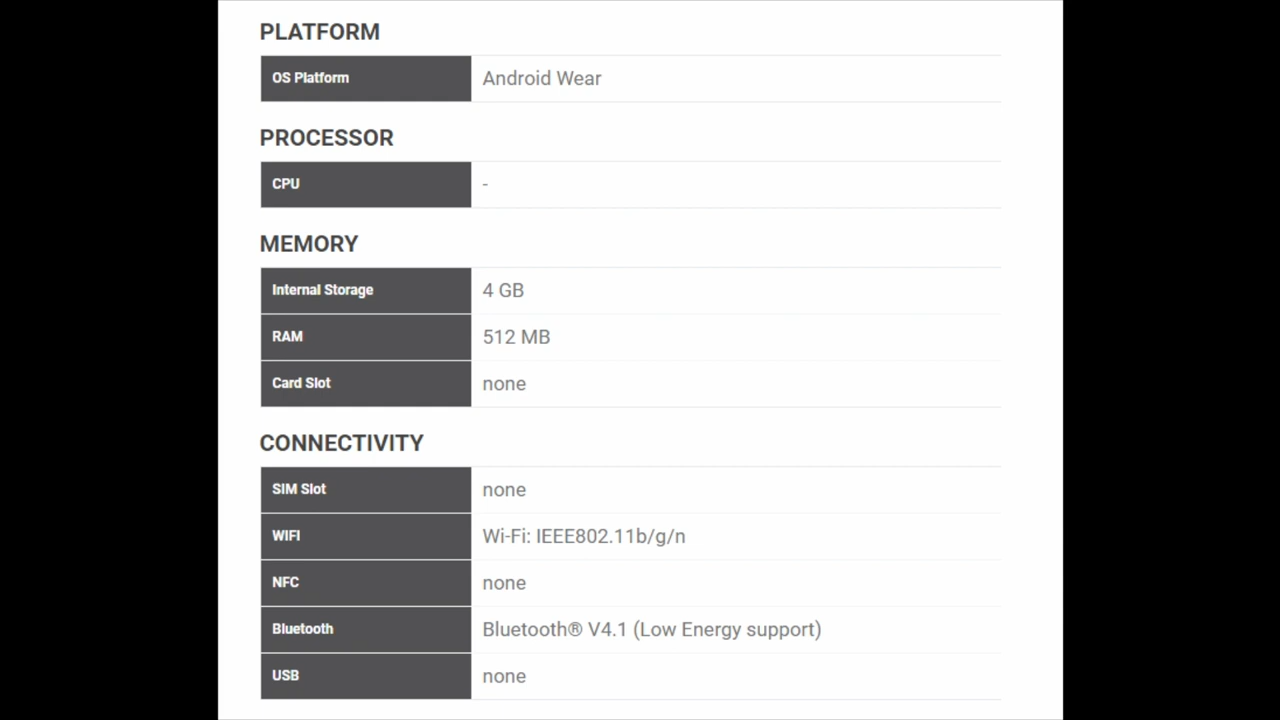 PLATFORM
OS Platform Android Wear
PROCESSOR
CPU -
MEMORY
Internal Storage 4 GB
RAM 512 MB
Card Slot none
CONNECTIVITY
SIM Slot none
WIFI Wi-Fi: IEEE802.11b/g/n
NFC none
Bluetooth Bluetooth® V4.1 (Low Energy support)
USB none